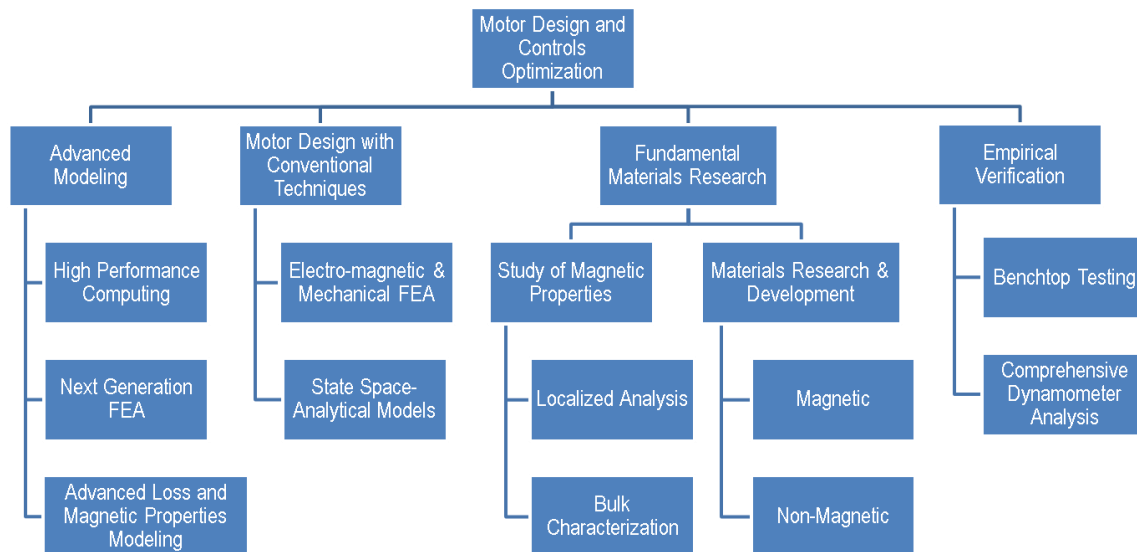 Motor Design and
Controls
Optimization
Advanced
Modeling
Motor Design with
Conventional
Techniques
Fundamental
Materials Research
Empirical
Verification
High Performance
Computing
Electro-magnetic &
Mechanical FEA
Study of Magnetic
Properties
Materials Research &
Development
Benchtop Testing
Next Generation
FEA
State Space-
Analytical Models
Localized Analysis
Magnetic
Comprehensive
Dynamometer
Analysis
Advanced Loss and
Magnetic Properties
Modeling
Bulk
Characterization
Non-Magnetic